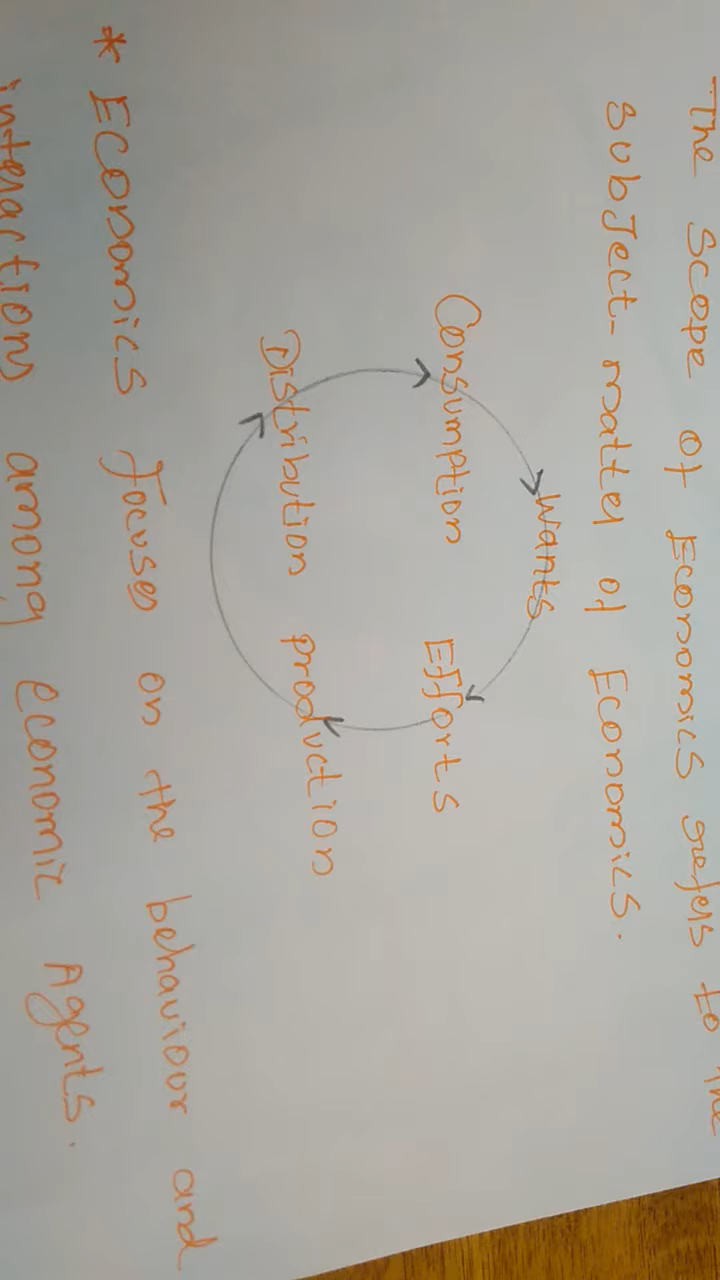 The Scope of Economics refers to the
subject-matter of Economics.
Wants
Consumption Efforts
Distribution Production
* Economics focuses on the behaviour and
interactions among economic Agents.